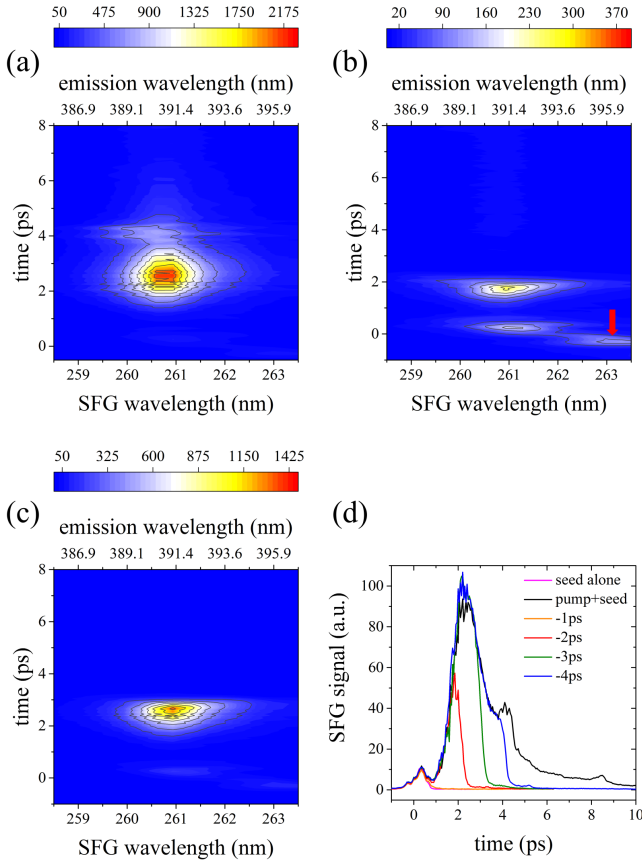 50 475 900 1325 1750 2175
(a)
emission wavelength (nm)
386.9 389.1 391.4 393.6 395.9
8
6
4
2
0
time (ps)
259 260 261 262 263
SFG wavelength (nm)
20 90 160 230 300 370
(b)
emission wavelength (nm)
386.9 389.1 391.4 393.6 395.9
8
6
4
2
0
time (ps)
259 260 261 262 263
SFG wavelength (nm)
50 325 600 875 1150 1425
(c)
emission wavelength (nm)
386.9 389.1 391.4 393.6 395.9
8
6
4
2
0
time (ps)
259 260 261 262 263
SFG wavelength (nm)
(d)
100
80
60
40
20
0
SFG signal (a.u.)
seed alone
pump+seed
-1ps
-2ps
-3ps
-4ps
0 2 4 6 8 10
time (ps)